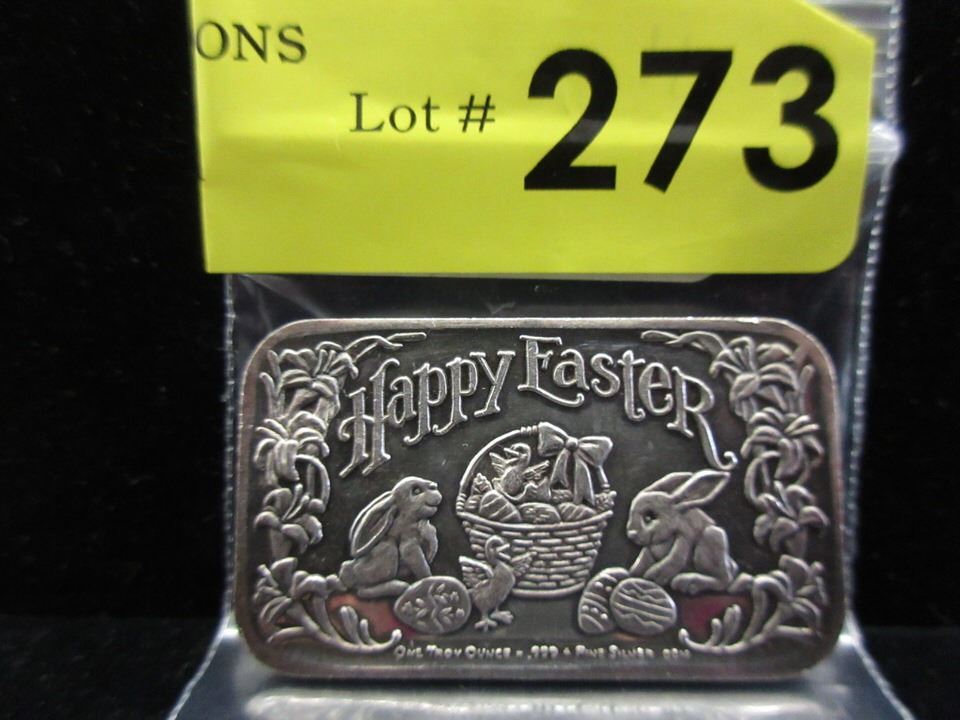 ONS
Lot # 273
Happy Easter
ONE TROY OUNCE .999 + FINE SILVER